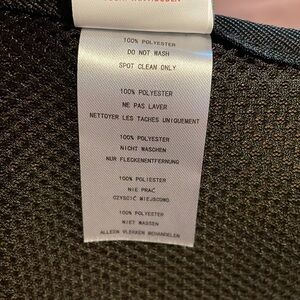 100% POLYESTER
DO NOT WASH
SPOT CLEAN ONLY
100% POLYESTER
NE PAS LAVER
NETTOYER LES TACHES UNIQUEMENT
100% POLYESTER
NICHT WASCHEN
NUR FLECKENENTFERNUNG
100% POLIESTER
NIE PRAĆ
CZYŚCIĆ MIEJSCOWO
100% POLYESTER
NIET WASSEN
ALLEEN VLEKKEN BEHANDELEN